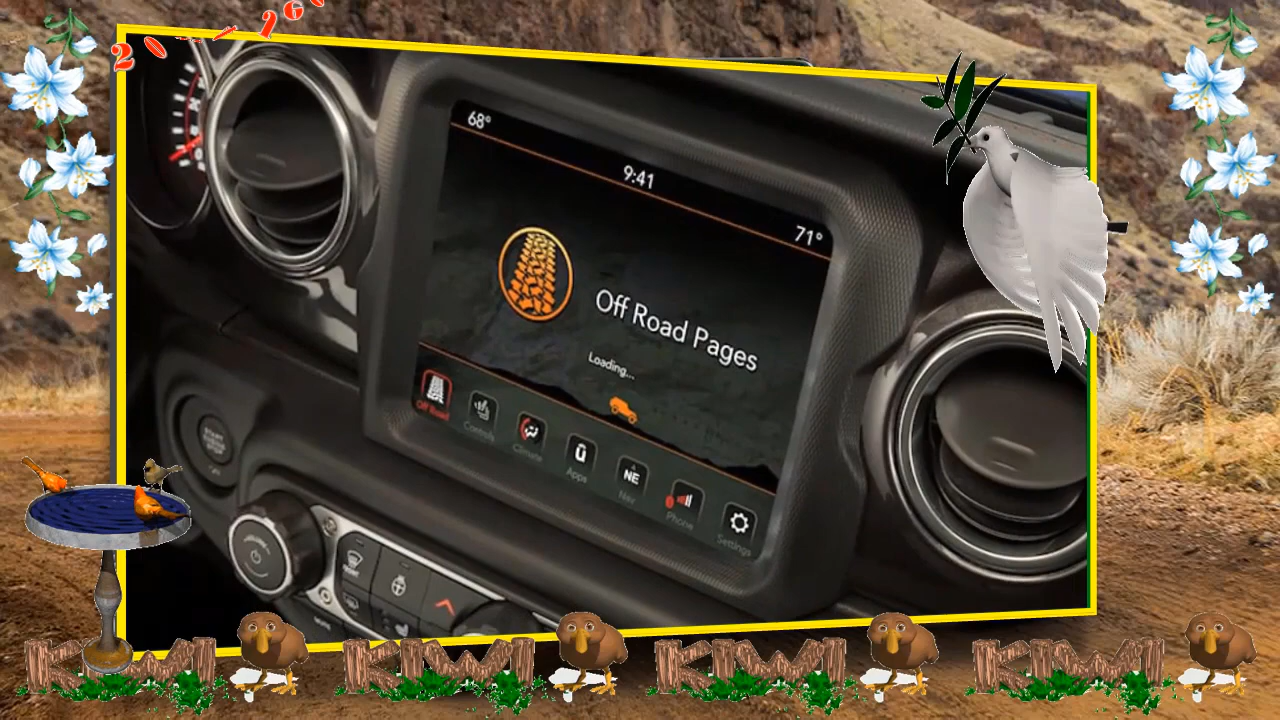 68°
9:41
71°
Off Road Pages
Loading...
Off Road
Controls
Climate
Apps
NE
Nav
Phone
Settings
KIWI KIWI KIWI KIWI